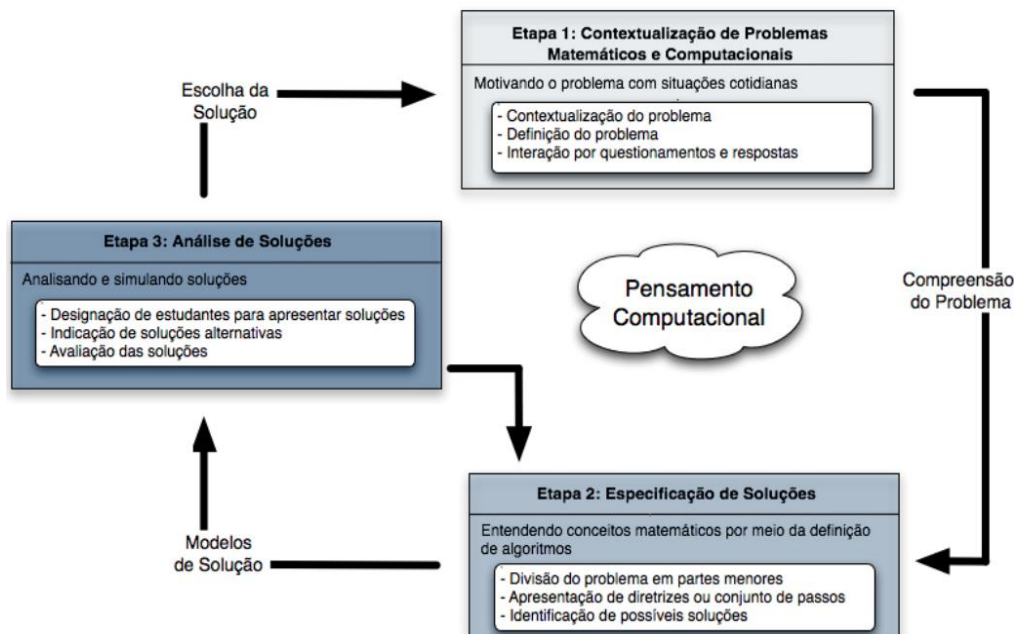 Etapa 1: Contextualização de Problemas
Matemáticos e Computacionais
Motivando o problema com situações cotidianas
- Contextualização do problema
- Definição do problema
- Interação por questionamentos e respostas
Escolha da
Solução
Etapa 3: Análise de Soluções
Analisando e simulando soluções
- Designação de estudantes para apresentar soluções
- Indicação de soluções alternativas
- Avaliação das soluções
Pensamento
Computacional
Compreensão
do Problema
Etapa 2: Especificação de Soluções
Entendendo conceitos matemáticos por meio da definição
de algoritmos
- Divisão do problema em partes menores
- Apresentação de diretrizes ou conjunto de passos
- Identificação de possíveis soluções
Modelos
de Solução